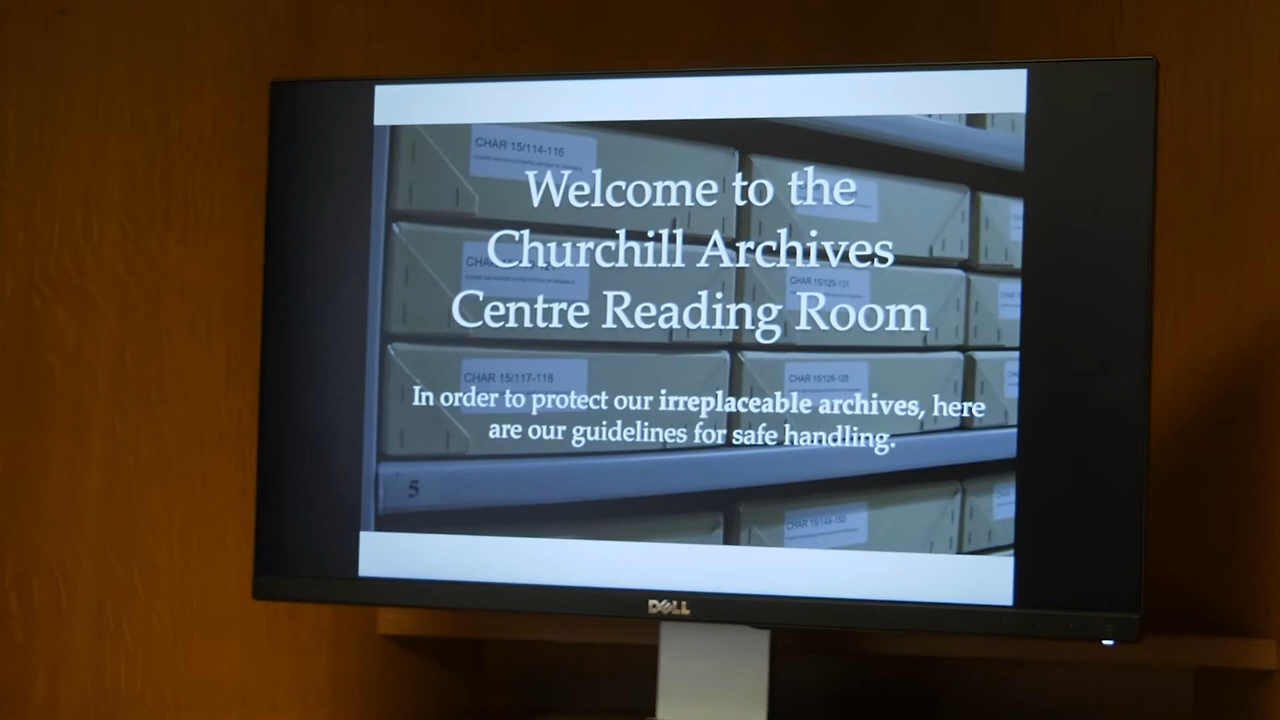 CHAR 15/114-116
Welcome to the
Churchill Archives
CHAR 15/129-131
Centre Reading Room
CHAR 15/117-118
CHAR 15/126-128
In order to protect our irreplaceable archives, here
are our guidelines for safe handling.
5
CHAR 15/149-150
DELL